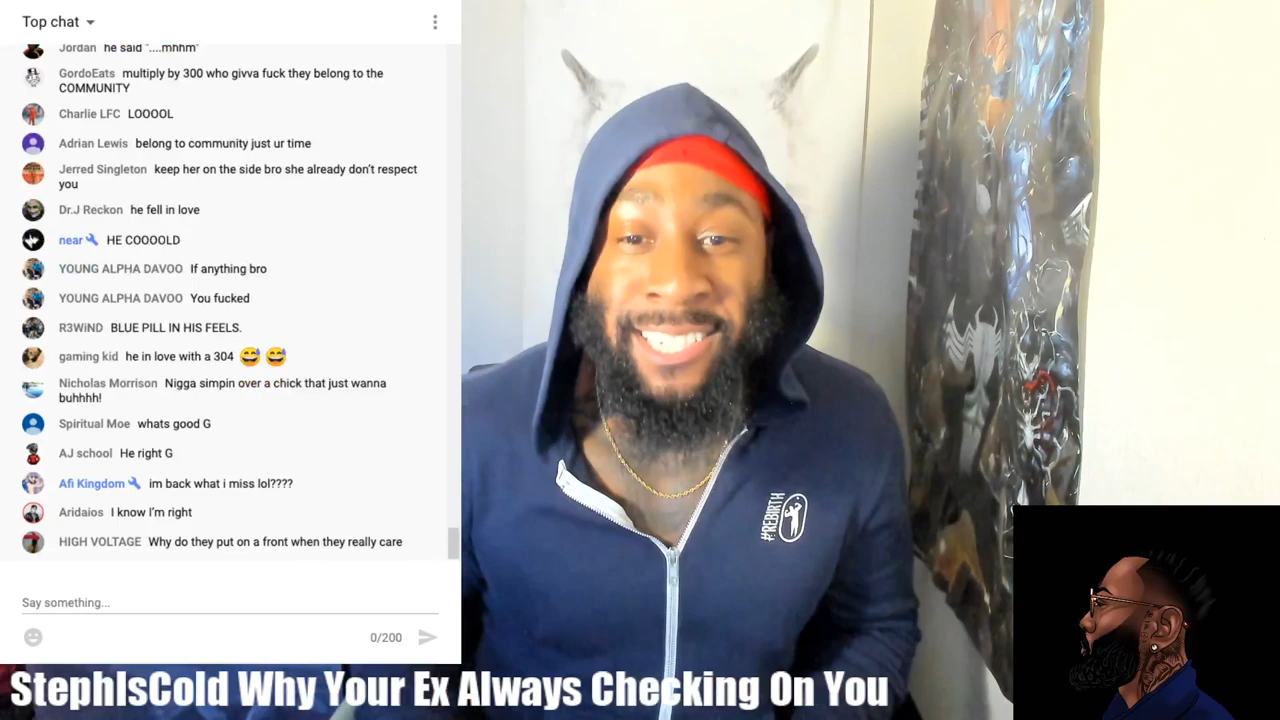 Top chat
Jordan he said "....mhhm"
GordoEats multiply by 300 who givva fuck they belong to the
COMMUNITY
Charlie LFC LOOOOL
Adrian Lewis belong to community just ur time
Jerred Singleton keep her on the side bro she already don't respect
you
Dr.J Reckon he fell in love
near HE COOOOLD
YOUNG ALPHA DAVOO If anything bro
YOUNG ALPHA DAVOO You fucked
R3WiND BLUE PILL IN HIS FEELS.
gaming kid he in love with a 304 😅 😅
Nicholas Morrison Nigga simpin over a chick that just wanna
buhhhh!
Spiritual Moe whats good G
AJ school He right G
Afi Kingdom im back what i miss lol????
Aridaios I know I'm right
HIGH VOLTAGE Why do they put on a front when they really care
Say something...
0/200
#REBIRTH
StephIsCold Why Your Ex Always Checking On You